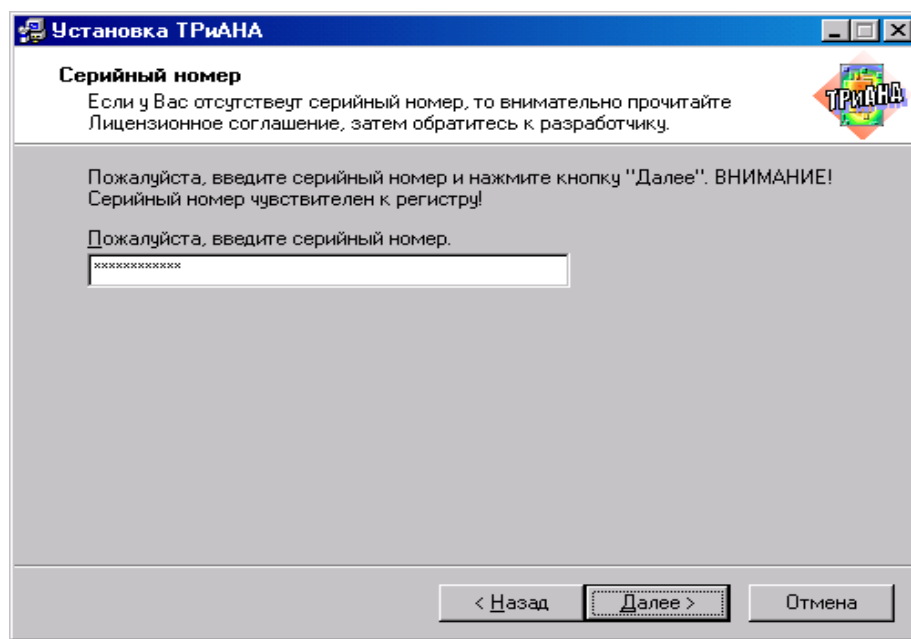 Установка ТРиАНА
Серийный номер
Если у Вас отсутствеут серийный номер, то внимательно прочитайте
Лицензионное соглашение, затем обратитесь к разработчику.
ТРиАНА
Пожалуйста, введите серийный номер и нажмите кнопку "Далее". ВНИМАНИЕ!
Серийный номер чувствителен к регистру!
Пожалуйста, введите серийный номер.
************
< Назад
Далее >
Отмена